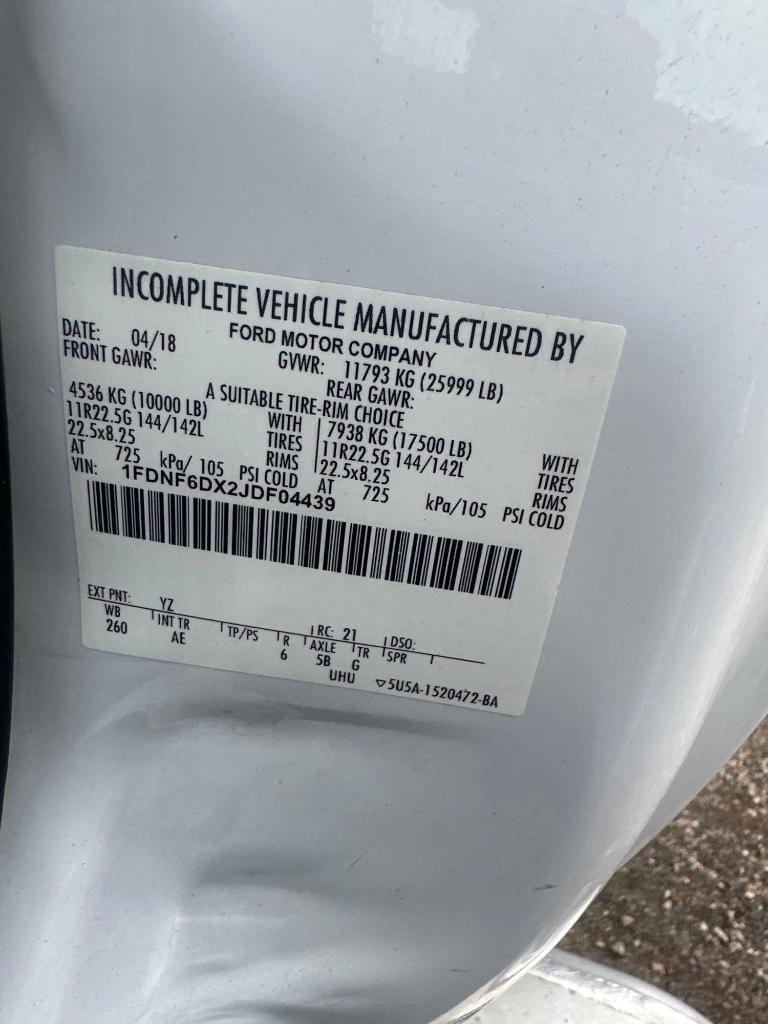 INCOMPLETE VEHICLE MANUFACTURED BY
FORD MOTOR COMPANY
DATE: 04/18 GVWR: 11793 KG (25999 LB)
FRONT GAWR: REAR GAWR:
A SUITABLE TIRE-RIM CHOICE
4536 KG (10000 LB) WITH 7938 KG (17500 LB) WITH
11R22.5G 144/142L TIRES 11R22.5G 144/142L TIRES
22.5x8.25 RIMS 22.5x8.25 RIMS
AT 725 kPa/ 105 PSI COLD AT 725 kPa/105 PSI COLD
VIN: 1FDNF6DX2JDF04439
EXT PNT: YZ RC: 21 DSO:
WB INT TR TP/PS R AXLE TR SPR
260 AE 6 5B G
UHU ▽5U5A-1520472-BA